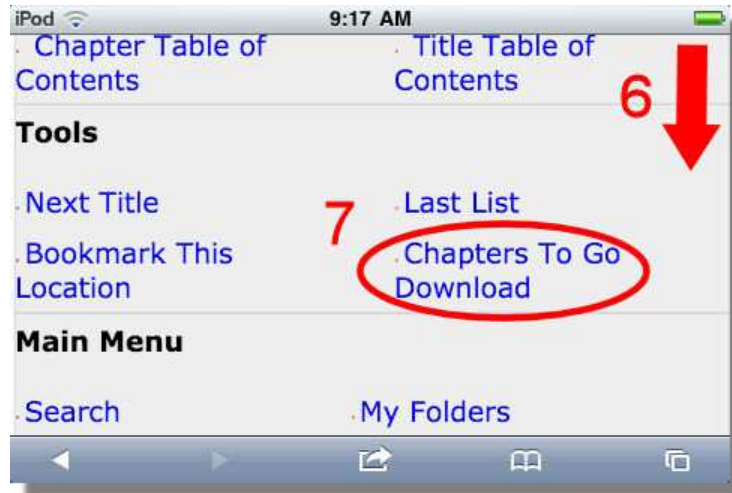 iPod 9:17 AM
Chapter Table of Contents
Title Table of Contents
6
Tools
Next Title
Last List
7
Bookmark This Location
Chapters To Go Download
Main Menu
Search
My Folders